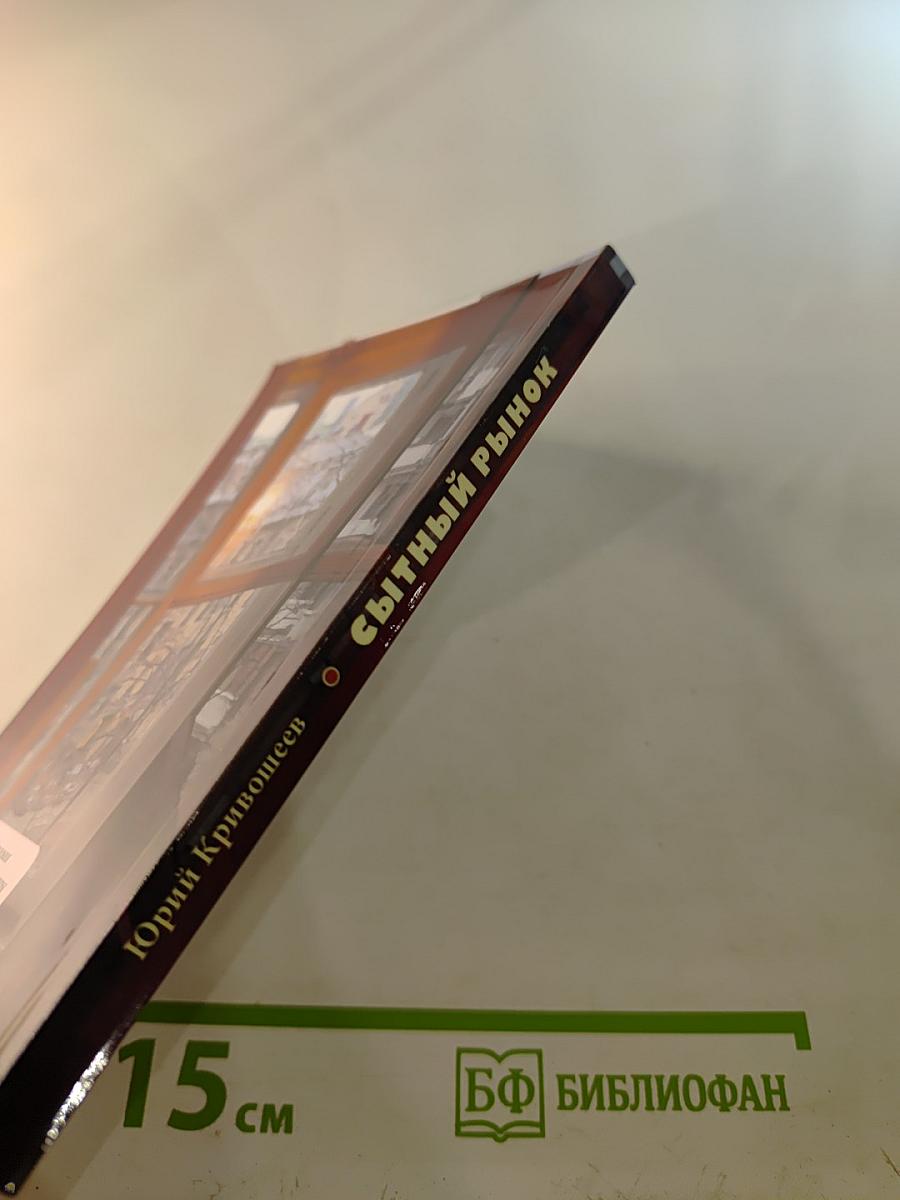 Юрий Кривошеев • СЫТНЫЙ РЫНОК
15 см
БФ БИБЛИОФАН